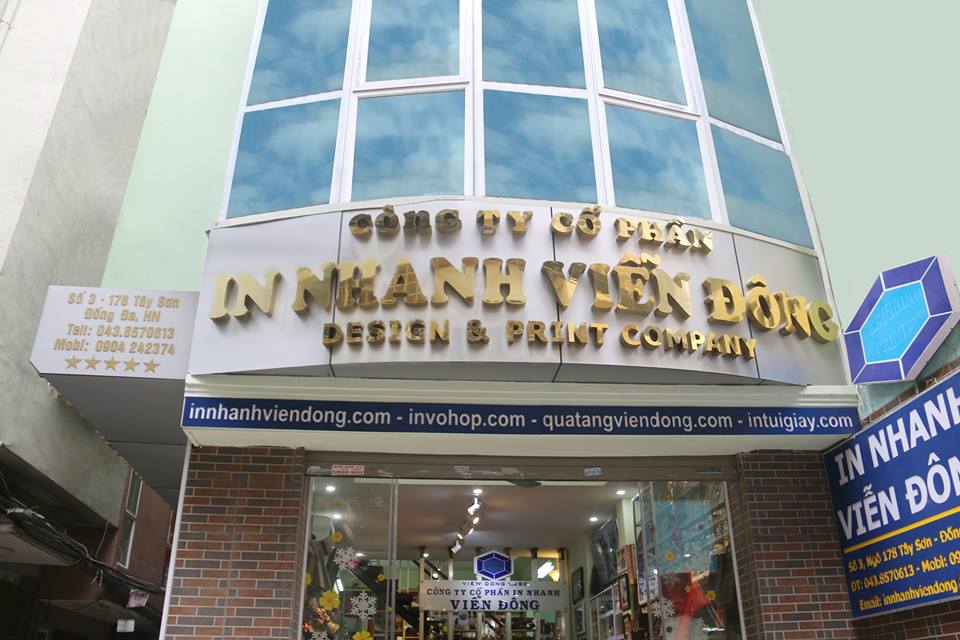 CÔNG TY CỔ PHẦN
IN NHANH VIỄN ĐÔNG
DESIGN & PRINT COMPANY
Số 3 - 178 Tây Sơn
Đống Đa, HN
Tell: 043.8570613
Mobi: 0904 242374
innhanhviendong.com - invohop.com - quatangviendong.com - intuigiay.com
IN NHANH
VIỄN ĐÔN
Số 3, Ngõ 178 Tây Sơn - Đốn
ĐT: 043.8570613 - Mobi: 09
Email: innhanhviendong
CÔNG TY CỔ PHẦN IN NHANH
VIỄN ĐÔNG